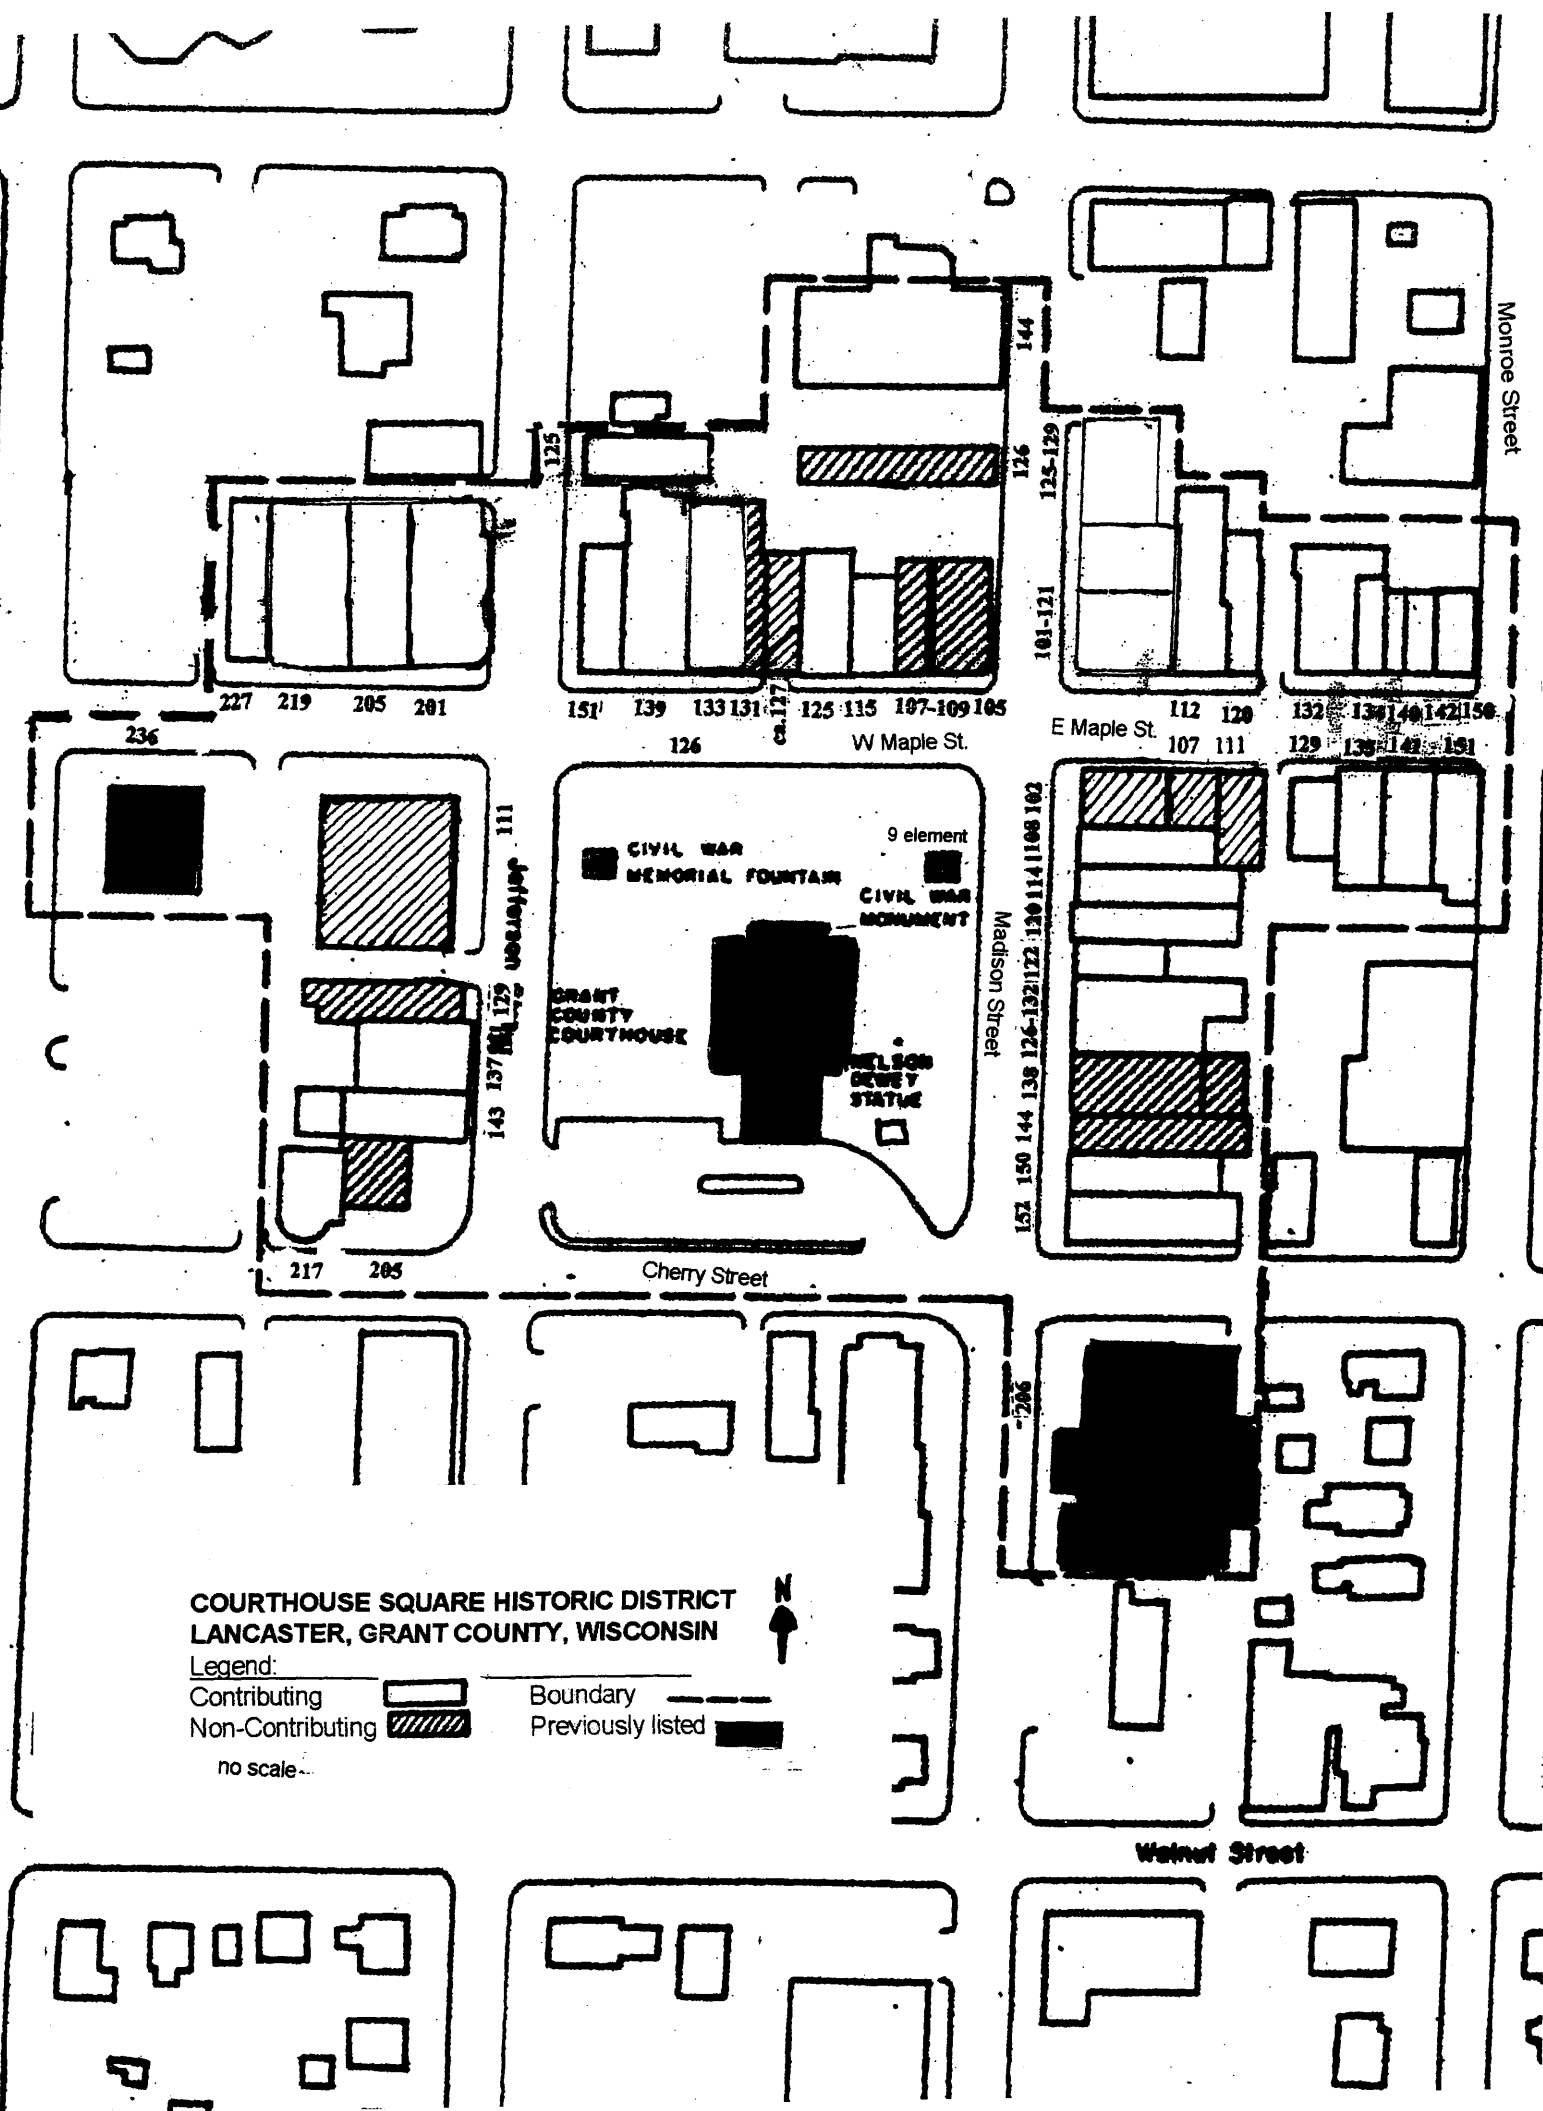 144
Monroe Street
125
126
125-129
101-121
227 219 205 201
151 139 133 131 ca.127 125 115 107-109 105
112 120 132 134 140 142 150
236
126
W Maple St.
E Maple St.
107 111 129 135 141 151
111
Jefferson
129
137
143
CIVIL WAR
MEMORIAL FOUNTAIN
9 element
CIVIL WAR
MONUMENT
GRANT
COUNTY
COURTHOUSE
NELSON
DEWEY
STATUE
Madison Street
102
108
114
120
122
126-132
138
144
150
152
217 205
Cherry Street
206
COURTHOUSE SQUARE HISTORIC DISTRICT
LANCASTER, GRANT COUNTY, WISCONSIN
N
Legend:
Contributing
Boundary
Non-Contributing
Previously listed
no scale
Walnut Street